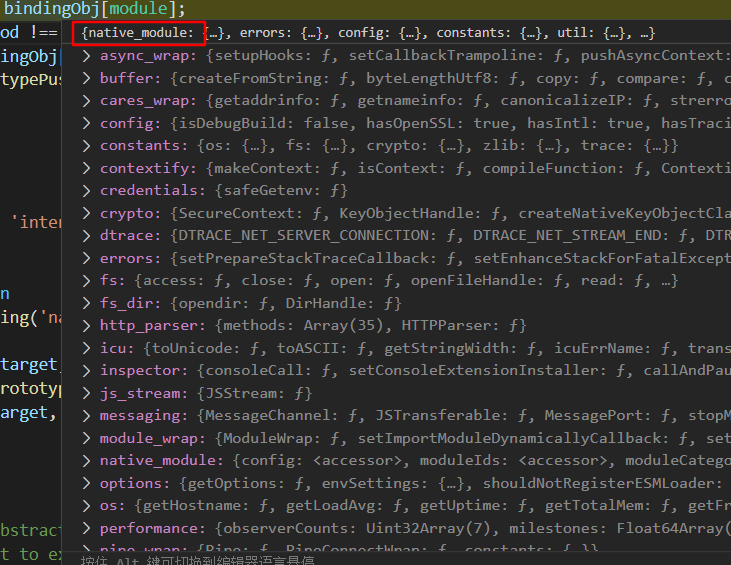 bindingObj[module];
od !==
{native_module: {…}, errors: {…}, config: {…}, constants: {…}, util: {…}, …}
ingObj[
async_wrap: {setupHooks: ƒ, setCallbackTrampoline: ƒ, pushAsyncContext:
typePus
buffer: {createFromString: ƒ, byteLengthUtf8: ƒ, copy: ƒ, compare: ƒ, c
cares_wrap: {getaddrinfo: ƒ, getnameinfo: ƒ, canonicalizeIP: ƒ, strerro
config: {isDebugBuild: false, hasOpenSSL: true, hasIntl: true, hasTraci
constants: {os: {…}, fs: {…}, crypto: {…}, zlib: {…}, trace: {…}}
contextify: {makeContext: ƒ, isContext: ƒ, compileFunction: ƒ, Contexti
credentials: {safeGetenv: ƒ}
crypto: {SecureContext: ƒ, KeyObjectHandle: ƒ, createNativeKeyObjectCla
'inter
dtrace: {DTRACE_NET_SERVER_CONNECTION: ƒ, DTRACE_NET_STREAM_END: ƒ, DTR
errors: {setPrepareStackTraceCallback: ƒ, setEnhanceStackForFatalExcept
fs: {access: ƒ, close: ƒ, open: ƒ, openFileHandle: ƒ, read: ƒ, …}
n
fs_dir: {opendir: ƒ, DirHandle: ƒ}
ing('na
http_parser: {methods: Array(35), HTTPParser: ƒ}
icu: {toUnicode: ƒ, toASCII: ƒ, getStringWidth: ƒ, icuErrName: ƒ, trans
target,
inspector: {consoleCall: ƒ, setConsoleExtensionInstaller: ƒ, callAndPau
rototyp
js_stream: {JSStream: ƒ}
arget,
messaging: {MessageChannel: ƒ, JSTransferable: ƒ, MessagePort: ƒ, stopM
module_wrap: {ModuleWrap: ƒ, setImportModuleDynamicallyCallback: ƒ, set
native_module: {config: <accessor>, moduleIds: <accessor>, moduleCatego
options: {getOptions: ƒ, envSettings: {…}, shouldNotRegisterESMLoader:
os: {getHostname: ƒ, getLoadAvg: ƒ, getUptime: ƒ, getTotalMem: ƒ, getFr
bstract
performance: {observerCounts: Uint32Array(7), milestones: Float64Array(
t to ex
pipe_wrap: {Pipe: ƒ, PipeConnectWrap: ƒ, constants: {…}}
按住 Alt 键可切换到编辑器语言悬停